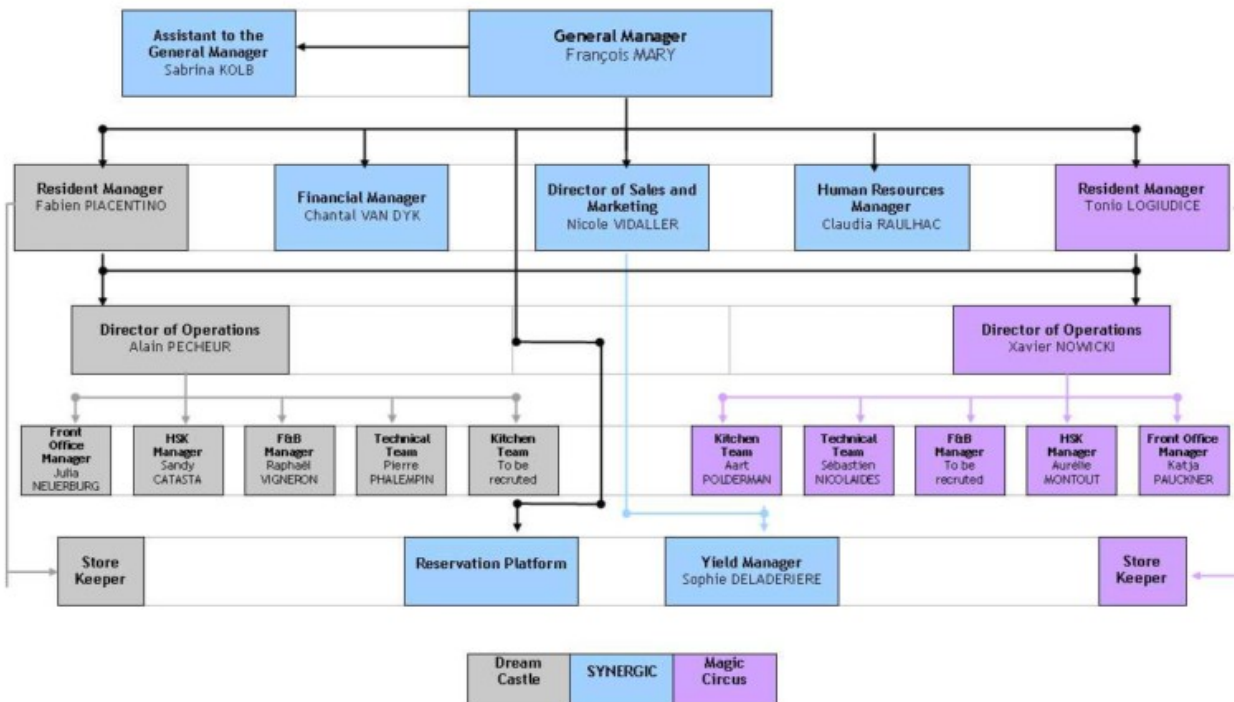 Assistant to the
General Manager
Sabrina KOLB
General Manager
François MARY
Resident Manager
Fabien PIACENTINO
Financial Manager
Chantal VAN DYK
Director of Sales and
Marketing
Nicole VIDALLER
Human Resources
Manager
Claudia RAULHAC
Resident Manager
Tonio LOGIUDICE
Director of Operations
Alain PECHEUR
Director of Operations
Xavier NOWICKI
Front
Office
Manager
Julia
NEUERBURG
HSK
Manager
Sandy
CATASTA
F&B
Manager
Raphaël
VIGNERON
Technical
Team
Pierre
PHALEMPIN
Kitchen
Team
To be
recruted
Kitchen
Team
Aart
POLDERMAN
Technical
Team
Sébastien
NICOLAIDES
F&B
Manager
To be
recruted
HSK
Manager
Aurélie
MONTOUT
Front Office
Manager
Katja
PAUCKNER
Store
Keeper
Reservation Platform
Yield Manager
Sophie DELADERIERE
Store
Keeper
Dream
Castle
SYNERGIC
Magic
Circus